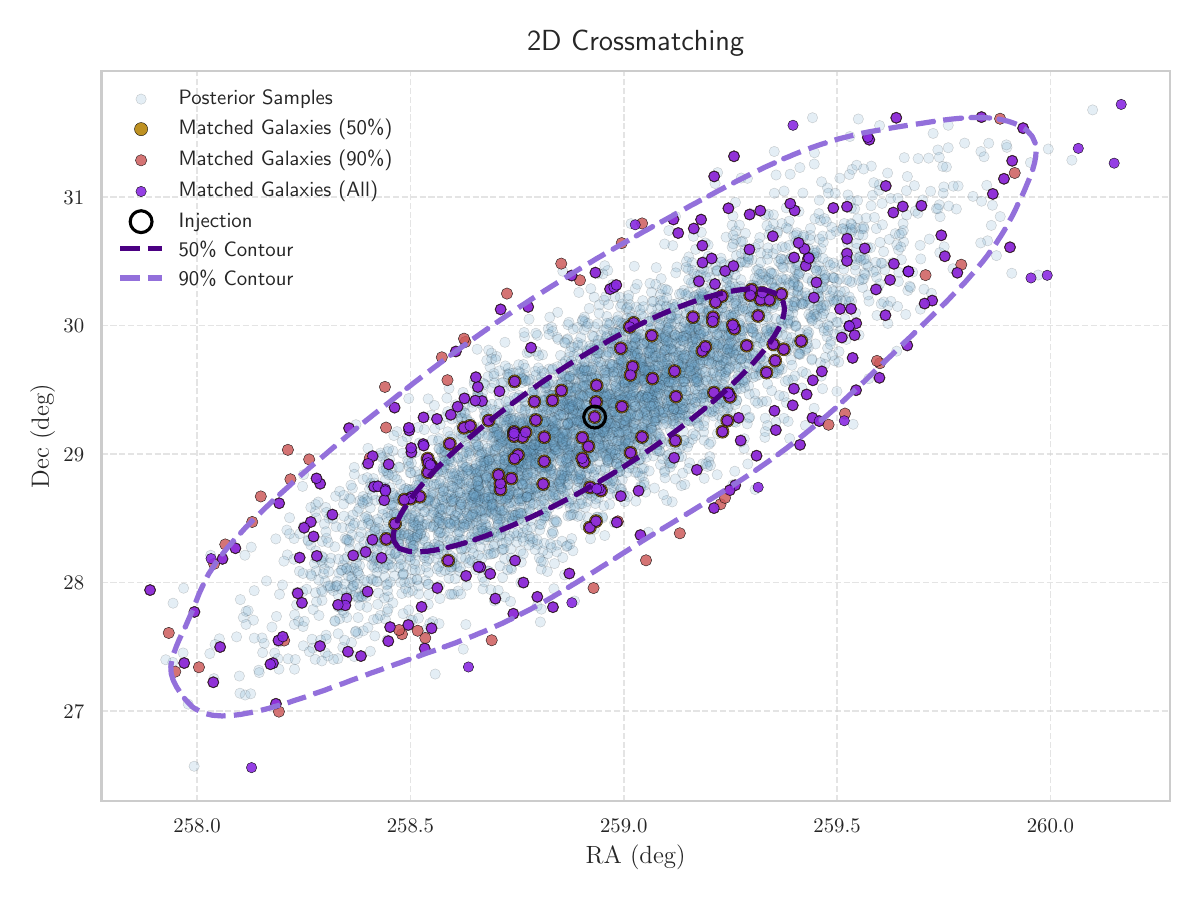 2D Crossmatching
Posterior Samples
Matched Galaxies (50%)
Matched Galaxies (90%)
Matched Galaxies (All)
Injection
50% Contour
90% Contour
31
30
29
28
27
Dec (deg)
258.0 258.5 259.0 259.5 260.0
RA (deg)